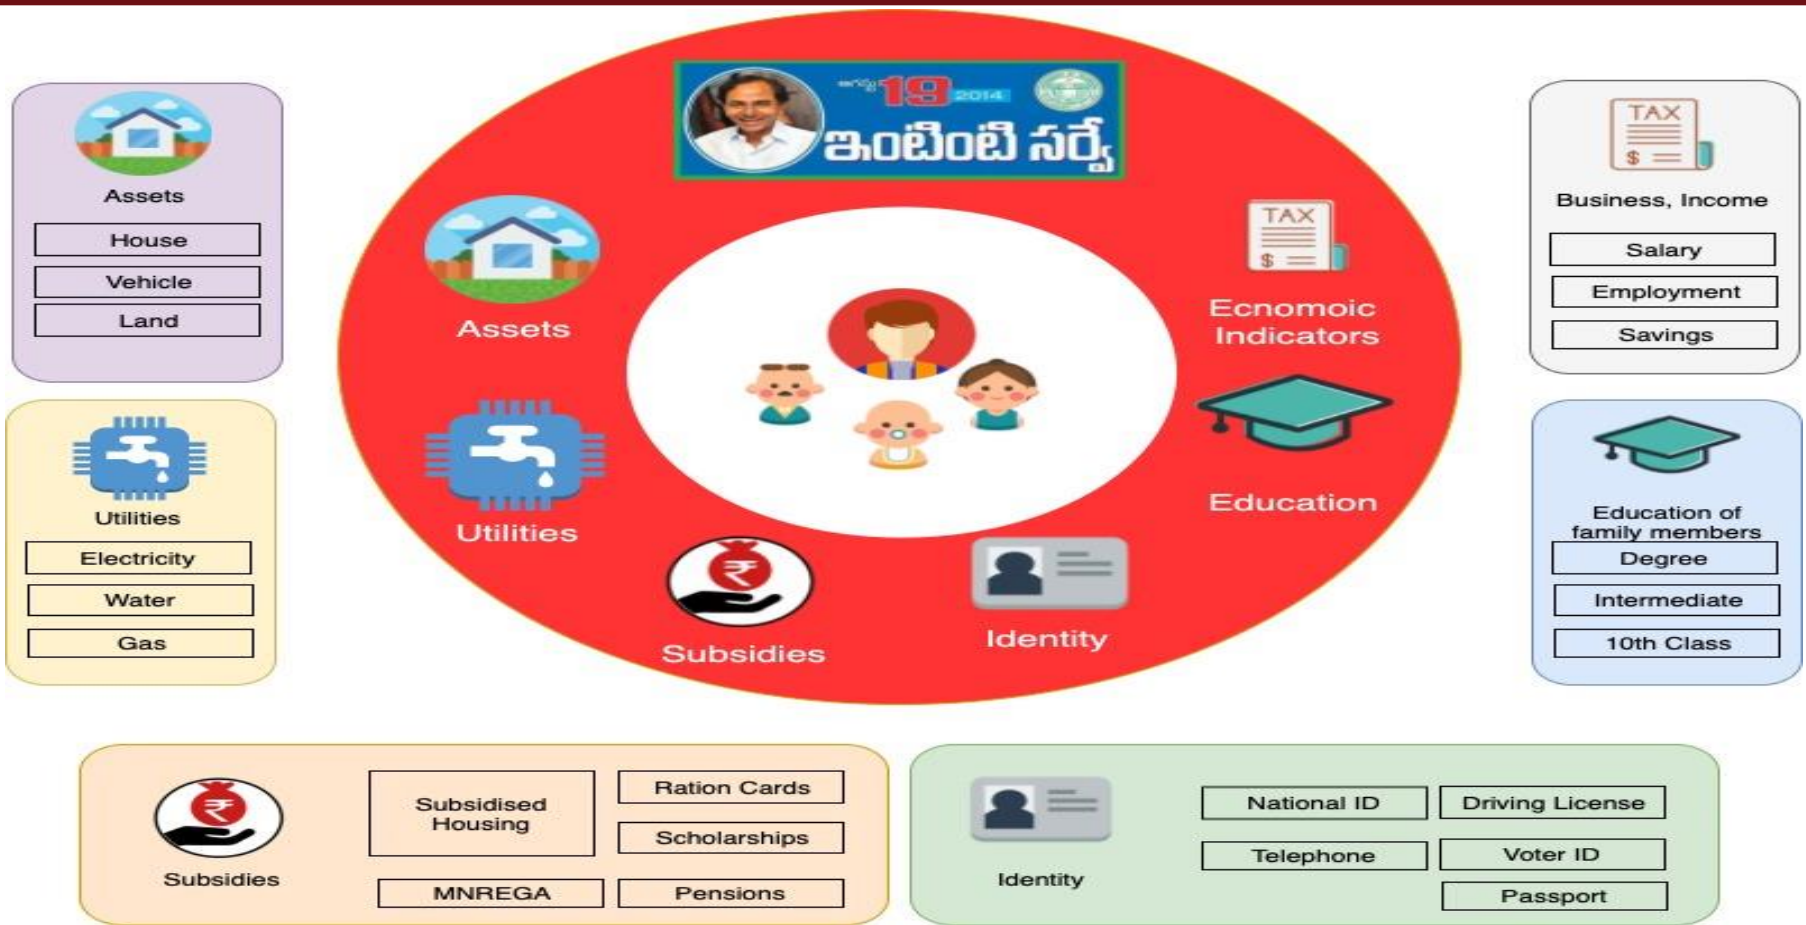 ఆగస్టు 19 2014
ఇంటింటి సర్వే
Assets
House
Vehicle
Land
Utilities
Electricity
Water
Gas
Assets
Utilities
Subsidies
Identity
TAX
$
Ecnomoic
Indicators
Education
TAX
$
Business, Income
Salary
Employment
Savings
Education of
family members
Degree
Intermediate
10th Class
₹
₹
Subsidies
Subsidised
Housing
MNREGA
Ration Cards
Scholarships
Pensions
Identity
National ID
Telephone
Driving License
Voter ID
Passport